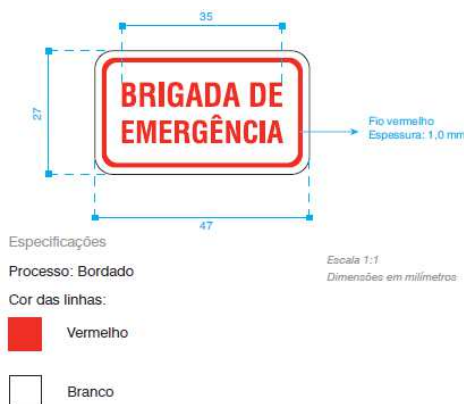 35
27
BRIGADA DE
EMERGÊNCIA
Fio vermelho
Espessura: 1,0 mm
47
Especificações
Escala 1:1
Processo: Bordado
Dimensões em milímetros
Cor das linhas:
Vermelho
Branco